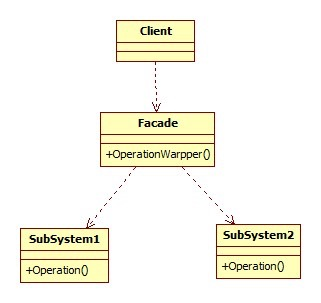 Client
Facade
+OperationWarpper()
SubSystem1
+Operation()
SubSystem2
+Operation()